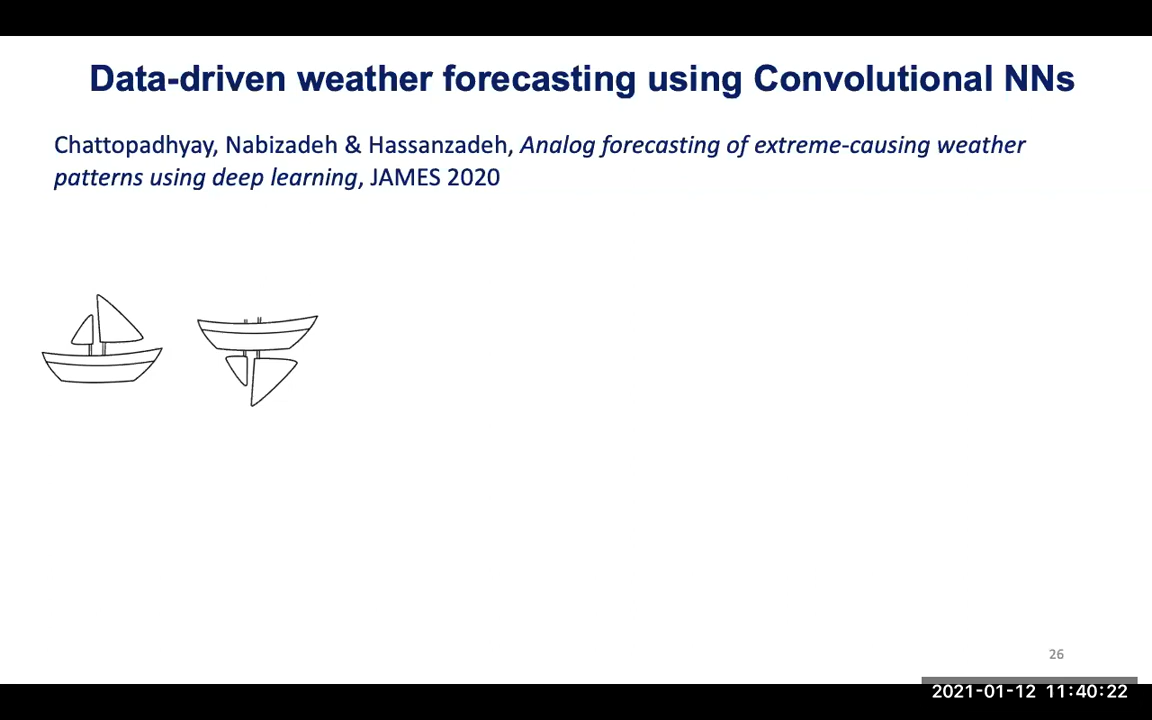 Data-driven weather forecasting using Convolutional NNs
Chattopadhyay, Nabizadeh & Hassanzadeh, Analog forecasting of extreme-causing weather
patterns using deep learning, JAMES 2020
26
2021-01-12 11:40:22